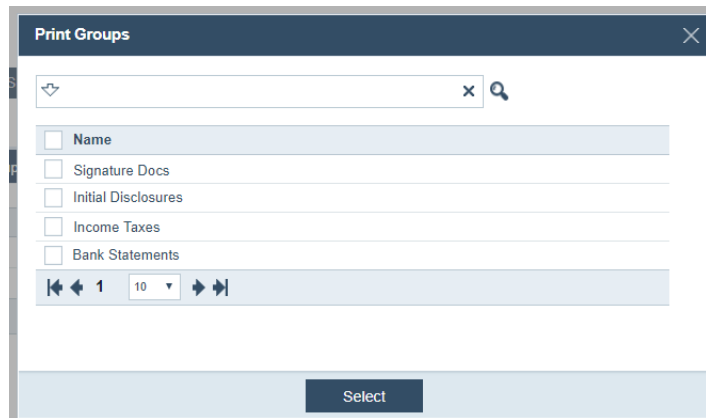 Print Groups
Name
Signature Docs
Initial Disclosures
Income Taxes
Bank Statements
1 10
Select